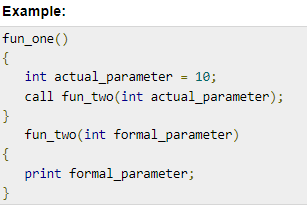 Example:
fun_one()
{
int actual_parameter = 10;
call fun_two(int actual_parameter);
}
fun_two(int formal_parameter)
{
print formal_parameter;
}